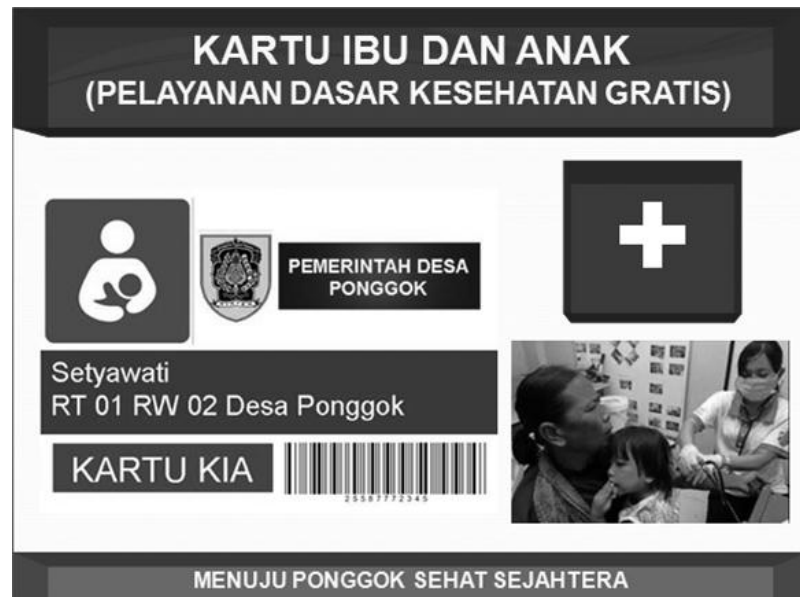 KARTU IBU DAN ANAK
(PELAYANAN DASAR KESEHATAN GRATIS)
PEMERINTAH DESA
PONGGOK
Setyawati
RT 01 RW 02 Desa Ponggok
KARTU KIA
25587772345
MENUJU PONGGOK SEHAT SEJAHTERA